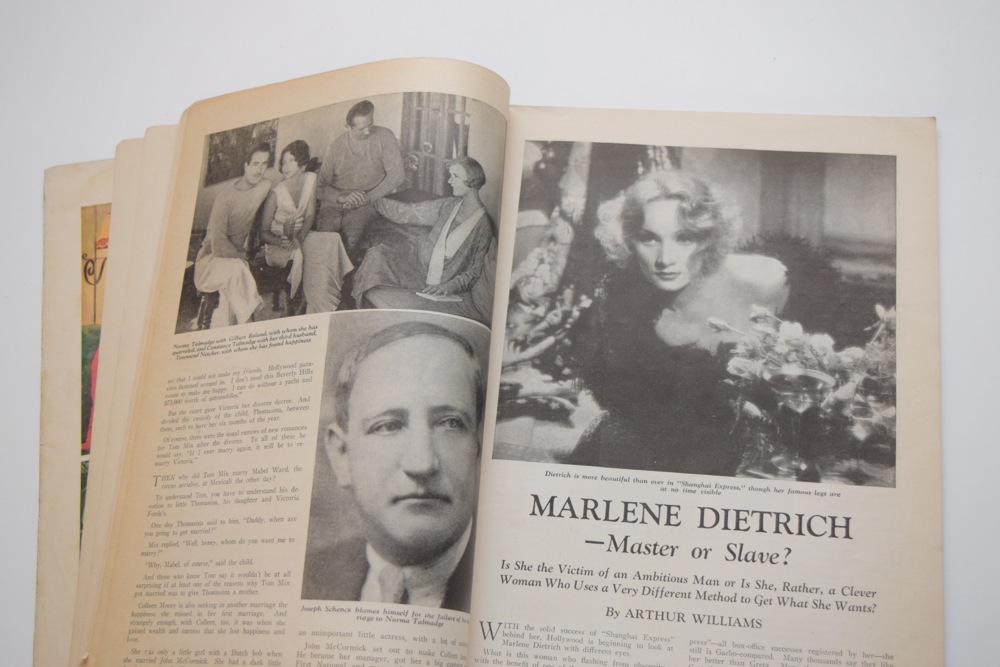 Norma Talmadge with Gilbert Roland, with whom she has
quarreled, and Constance Talmadge with her third husband,
Townsend Netcher, with whom she has found happiness
so that I could not make my friends. Hollywood para-
sites hummed around us. I don't need this Beverly Hills
estate to make me happy. I can do without a yacht and
$75,000 worth of automobiles."
But the court gave Victoria her divorce decree. And
divided the custody of the child, Thomasina, between
them, each to have her six months of the year.
Of course, there were the usual rumors of new romances
for Tom Mix after the divorce. To all of these he
would say, "If I ever marry again, it will be to re-
marry Victoria."
THEN why did Tom Mix marry Mabel Ward, the
circus aerialist, at Mexicali the other day?
To understand Tom, you have to understand his de-
votion to little Thomasina, his daughter and Victoria
Forde's.
One day Thomasina said to him, "Daddy, when are
you going to get married?"
Mix replied, "Well, honey, whom do you want me to
marry?"
"Why, Mabel, of course," said the child.
And those who know Tom say it wouldn't be at all
surprising if at least one of the reasons why Tom Mix
got married was to give Thomasina a mother.
Colleen Moore is also seeking in another marriage the
happiness she missed in her first marriage. And
strangely enough, with Colleen, too, it was when she
gained wealth and success that she lost happiness and
love.
She was only a little girl with a Dutch bob when
she married John McCormick. She had a dark little
Joseph Schenck blames himself for the failure of
riage to Norma Talmadge
an unimportant little actress, with a lot of
John McCormick set out to make Colleen
He became her manager, got her a big
First National and
Dietrich is more beautiful than ever in "Shanghai Express," though her famous legs are
at no time visible
MARLENE DIETRICH
—Master or Slave?
Is She the Victim of an Ambitious Man or Is She, Rather, a Clever
Woman Who Uses a Very Different Method to Get What She Wants?
By ARTHUR WILLIAMS
WITH the solid success of "Shanghai Express"
behind her, Hollywood is beginning to look at
Marlene Dietrich with different eyes.
What is this woman who flashing from
with the benefit of one
press"—all box-office successes registered by her—she
still is Garbo-compared. Many thousands say they like
her better than Greta. Many